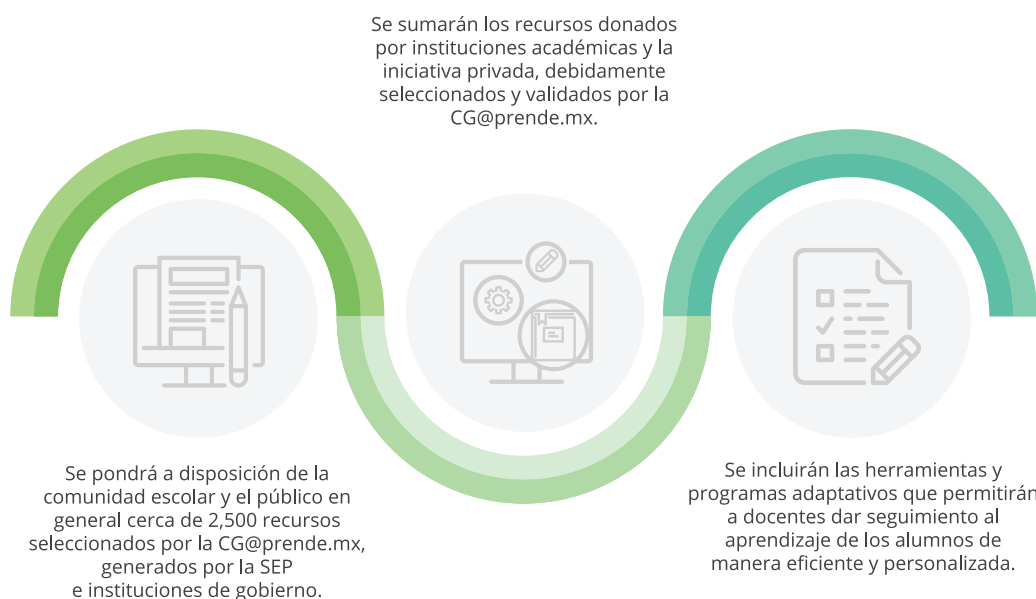 Se sumarán los recursos donados
por instituciones académicas y la
iniciativa privada, debidamente
seleccionados y validados por la
CG@prende.mx.
Se pondrá a disposición de la
comunidad escolar y el público en
general cerca de 2,500 recursos
seleccionados por la CG@prende.mx,
generados por la SEP
e instituciones de gobierno.
Se incluirán las herramientas y
programas adaptativos que permitirán
a docentes dar seguimiento al
aprendizaje de los alumnos de
manera eficiente y personalizada.